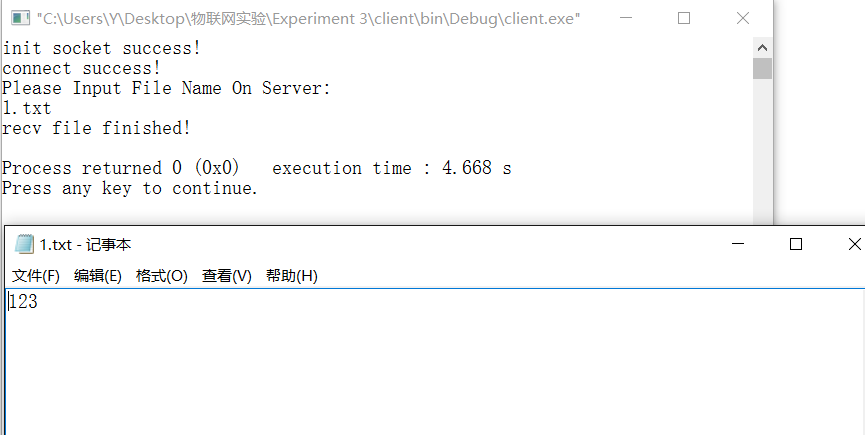 "C:\Users\Y\Desktop\物联网实验\Experiment 3\client\bin\Debug\client.exe"
init socket success!
connect success!
Please Input File Name On Server:
1.txt
recv file finished!
Process returned 0 (0x0)   execution time : 4.668 s
Press any key to continue.
1.txt - 记事本
文件(F) 编辑(E) 格式(O) 查看(V) 帮助(H)
123